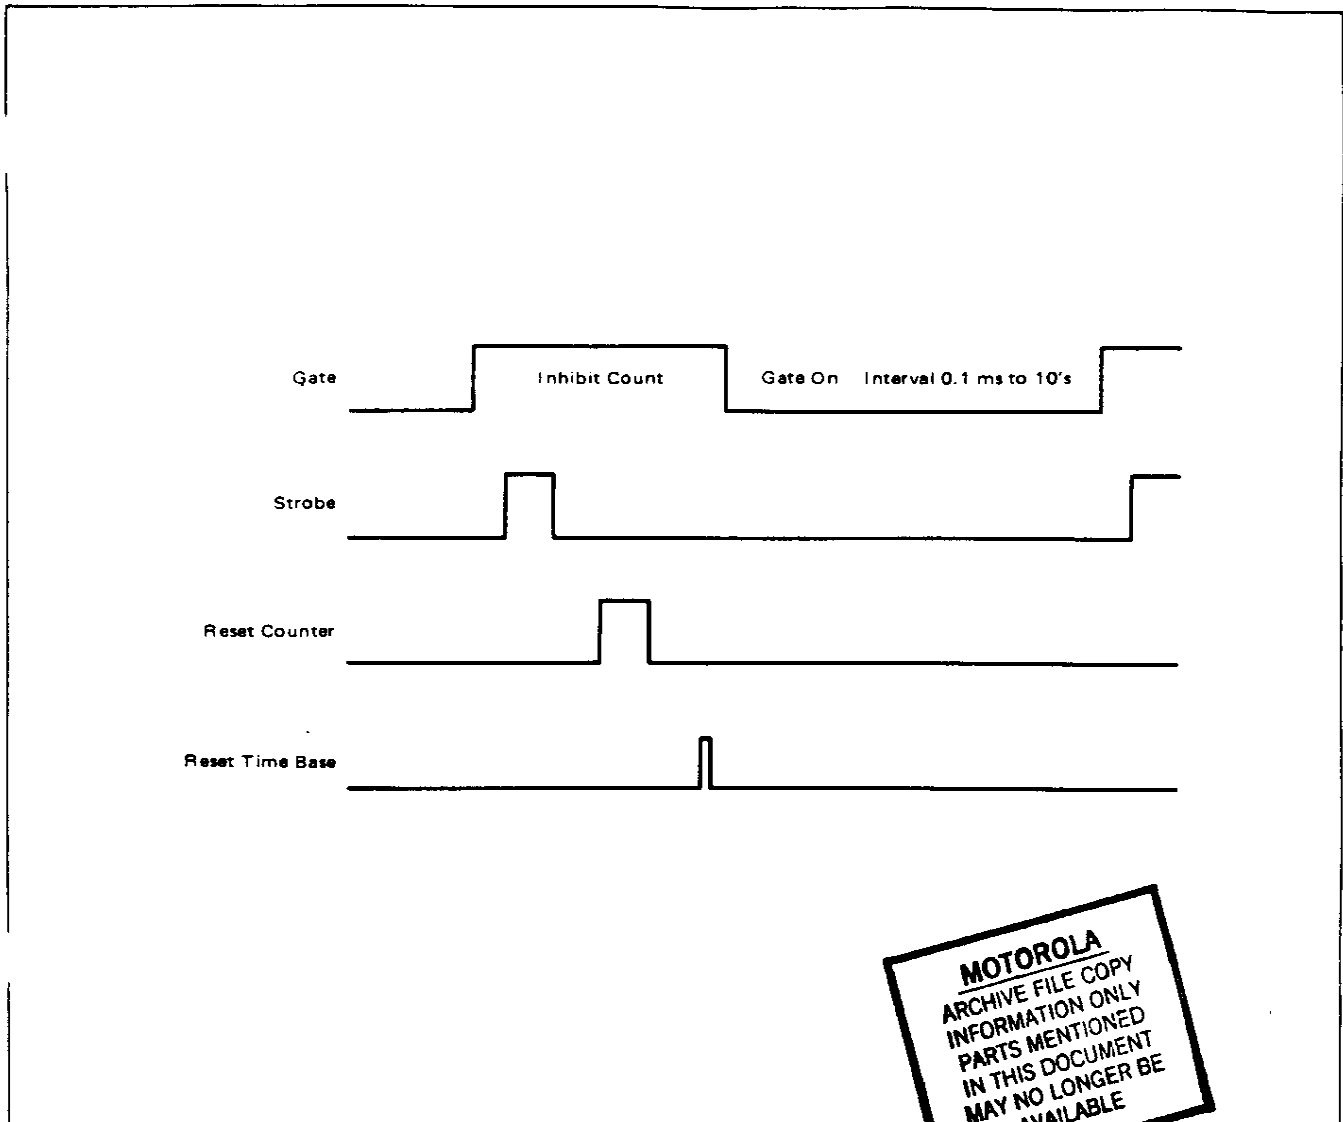 Gate
Inhibit Count
Gate On Interval 0.1 ms to 10's
Strobe
Reset Counter
Reset Time Base
MOTOROLA
ARCHIVE FILE COPY
INFORMATION ONLY
PARTS MENTIONED
IN THIS DOCUMENT
MAY NO LONGER BE
AVAILABLE